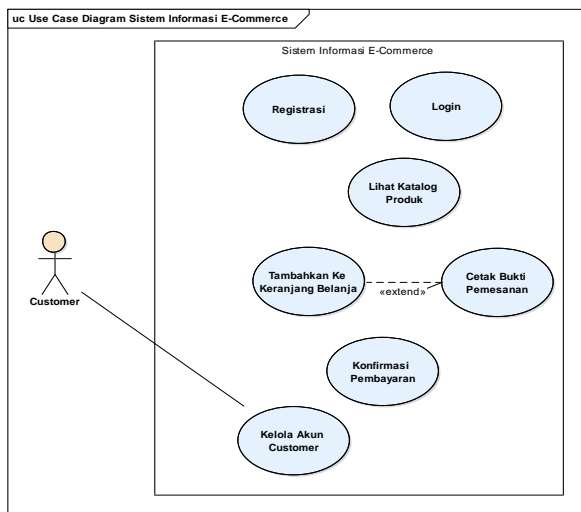 uc Use Case Diagram Sistem Informasi E-Commerce
Sistem Informasi E-Commerce
Registrasi
Login
Lihat Katalog
Produk
Customer
Tambahkan Ke
Keranjang Belanja
«extend»
Cetak Bukti
Pemesanan
Konfirmasi
Pembayaran
Kelola Akun
Customer